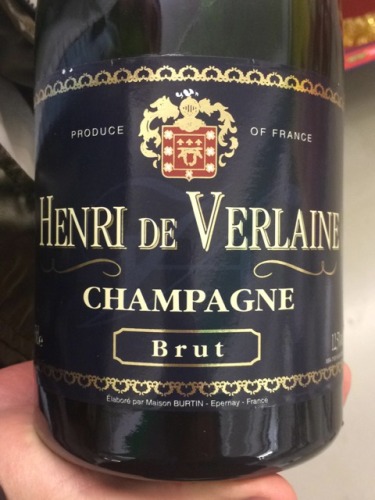 PRODUCE OF FRANCE
HENRI DE VERLAINE
CHAMPAGNE
Brut
Élaboré par Maison BURTIN - Epernay - France